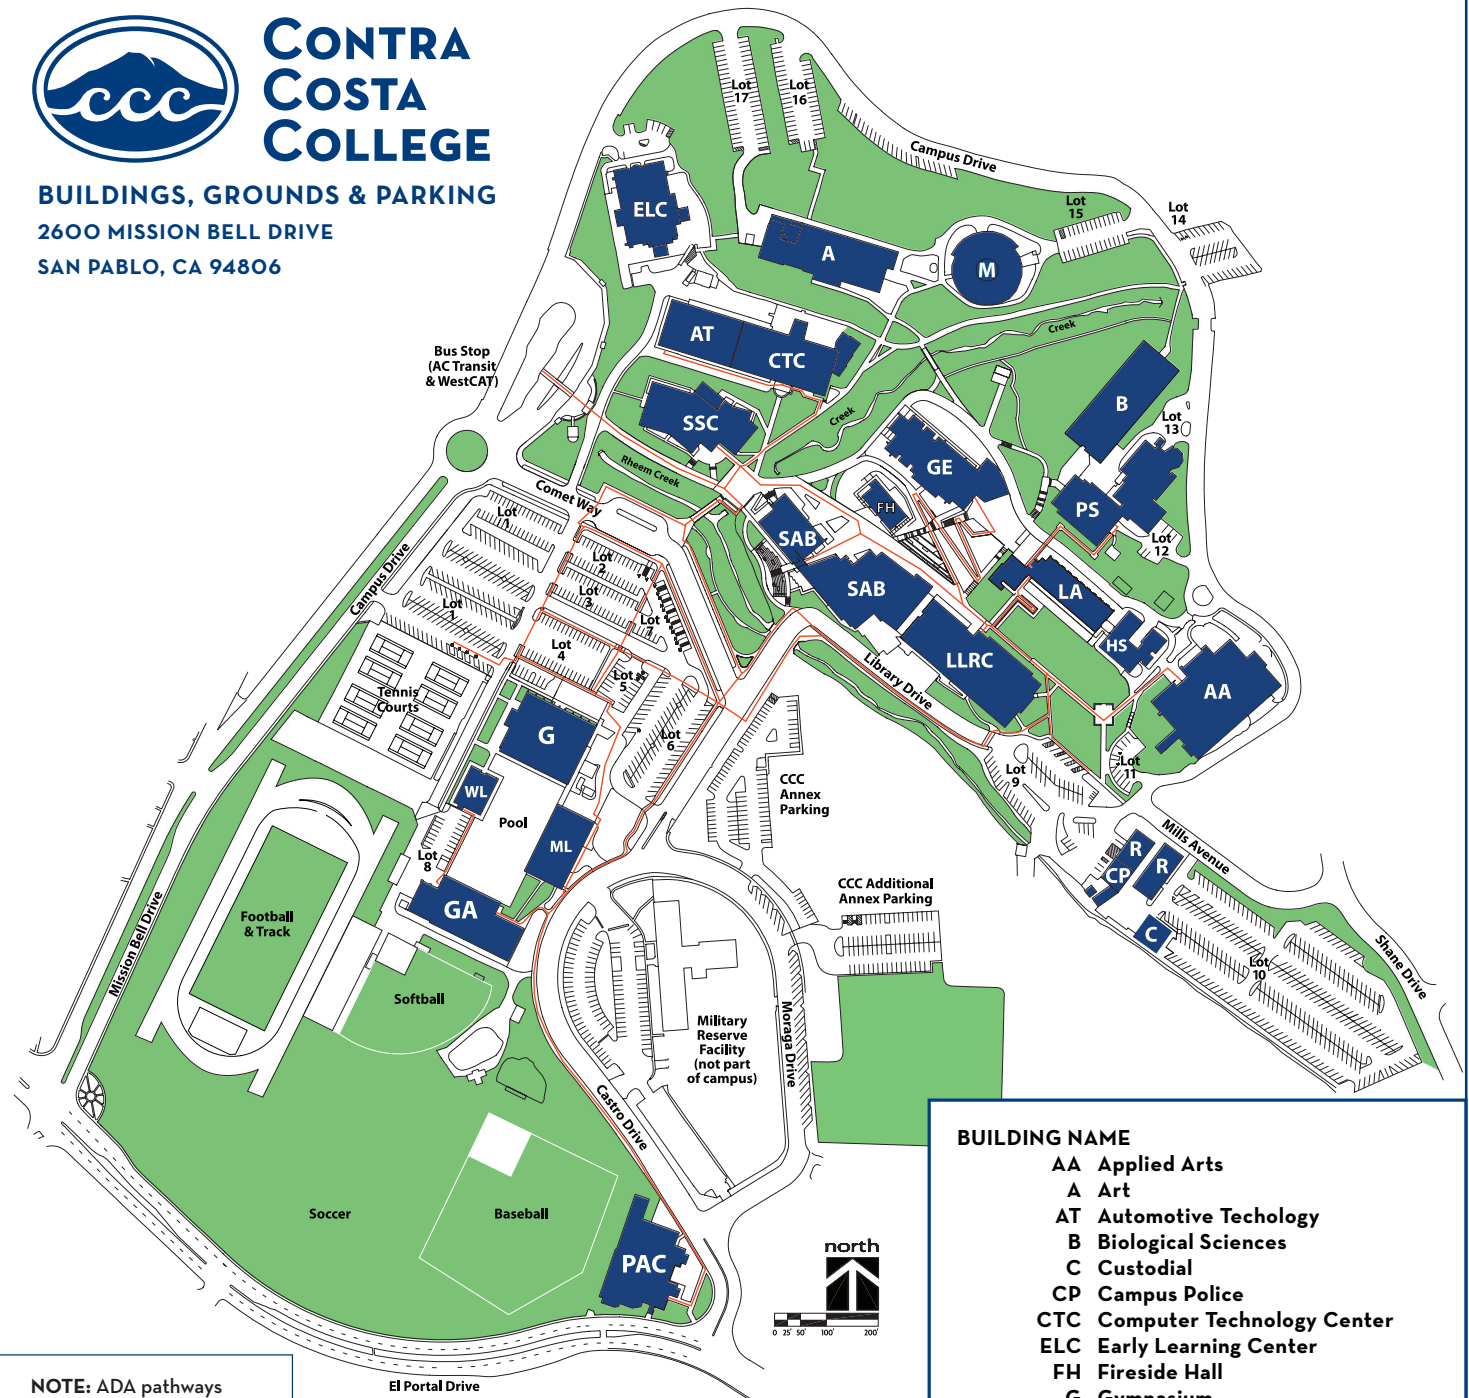 CONTRA
COSTA
COLLEGE
ccc
BUILDINGS, GROUNDS & PARKING
2600 MISSION BELL DRIVE
SAN PABLO, CA 94806
Lot
17
Lot
16
Campus Drive
Lot
15
Lot
14
ELC
A
M
Creek
AT
CTC
Bus Stop
(AC Transit
& WestCAT)
B
SSC
Creek
Lot
13
Rheem Creek
GE
Comet Way
FH
PS
Lot
1
SAB
Lot
12
Campus Drive
Lot
2
Lot
3
SAB
LA
Lot
1
Lot
7
Lot
4
HS
LLRC
Library Drive
Lot
5
AA
Tennis
Courts
G
Lot
6
Lot
9
Lot
11
CCC
Annex
Parking
WL
Pool
ML
Lot
8
Mills Avenue
R
R
CP
CCC Additional
Annex Parking
GA
Football
& Track
C
Mission Bell Drive
Lot
10
Shane Drive
Softball
Military
Reserve
Facility
(not part
of campus)
Moraga Drive
Castro Drive
Soccer
Baseball
PAC
north
0 25' 50' 100' 200'
El Portal Drive
NOTE: ADA pathways
BUILDING NAME
AA Applied Arts
A Art
AT Automotive Techology
B Biological Sciences
C Custodial
CP Campus Police
CTC Computer Technology Center
ELC Early Learning Center
FH Fireside Hall
G Gymnasium